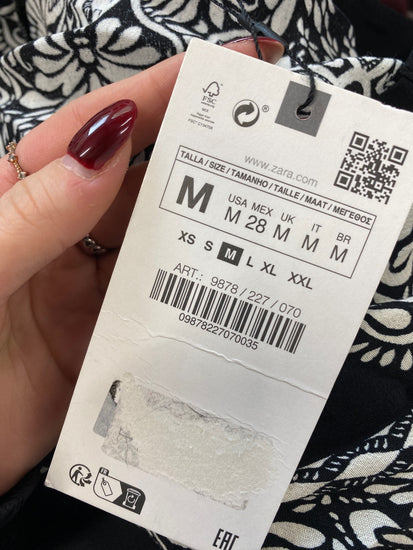 FSC
www.zara.com
TALLA / SIZE / TAMANHO / TAILLE / MAAT / ΜΕΓΕΘΟΣ
M
USA MEX UK IT BR
M 28 M M M
XS S M L XL XXL
ART.: 9878 / 227 / 070
09878227070035
EAC